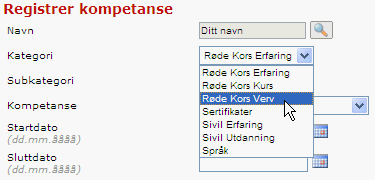 Registrer kompetanse
Navn Ditt navn
Kategori Røde Kors Erfaring
Røde Kors Erfaring
Subkategori
Røde Kors Kurs
Røde Kors Verv
Kompetanse
Sertifikater
Startdato
Sivil Erfaring
(dd.mm.åååå)
Sivil Utdanning
Språk
Sluttdato
(dd.mm.åååå)